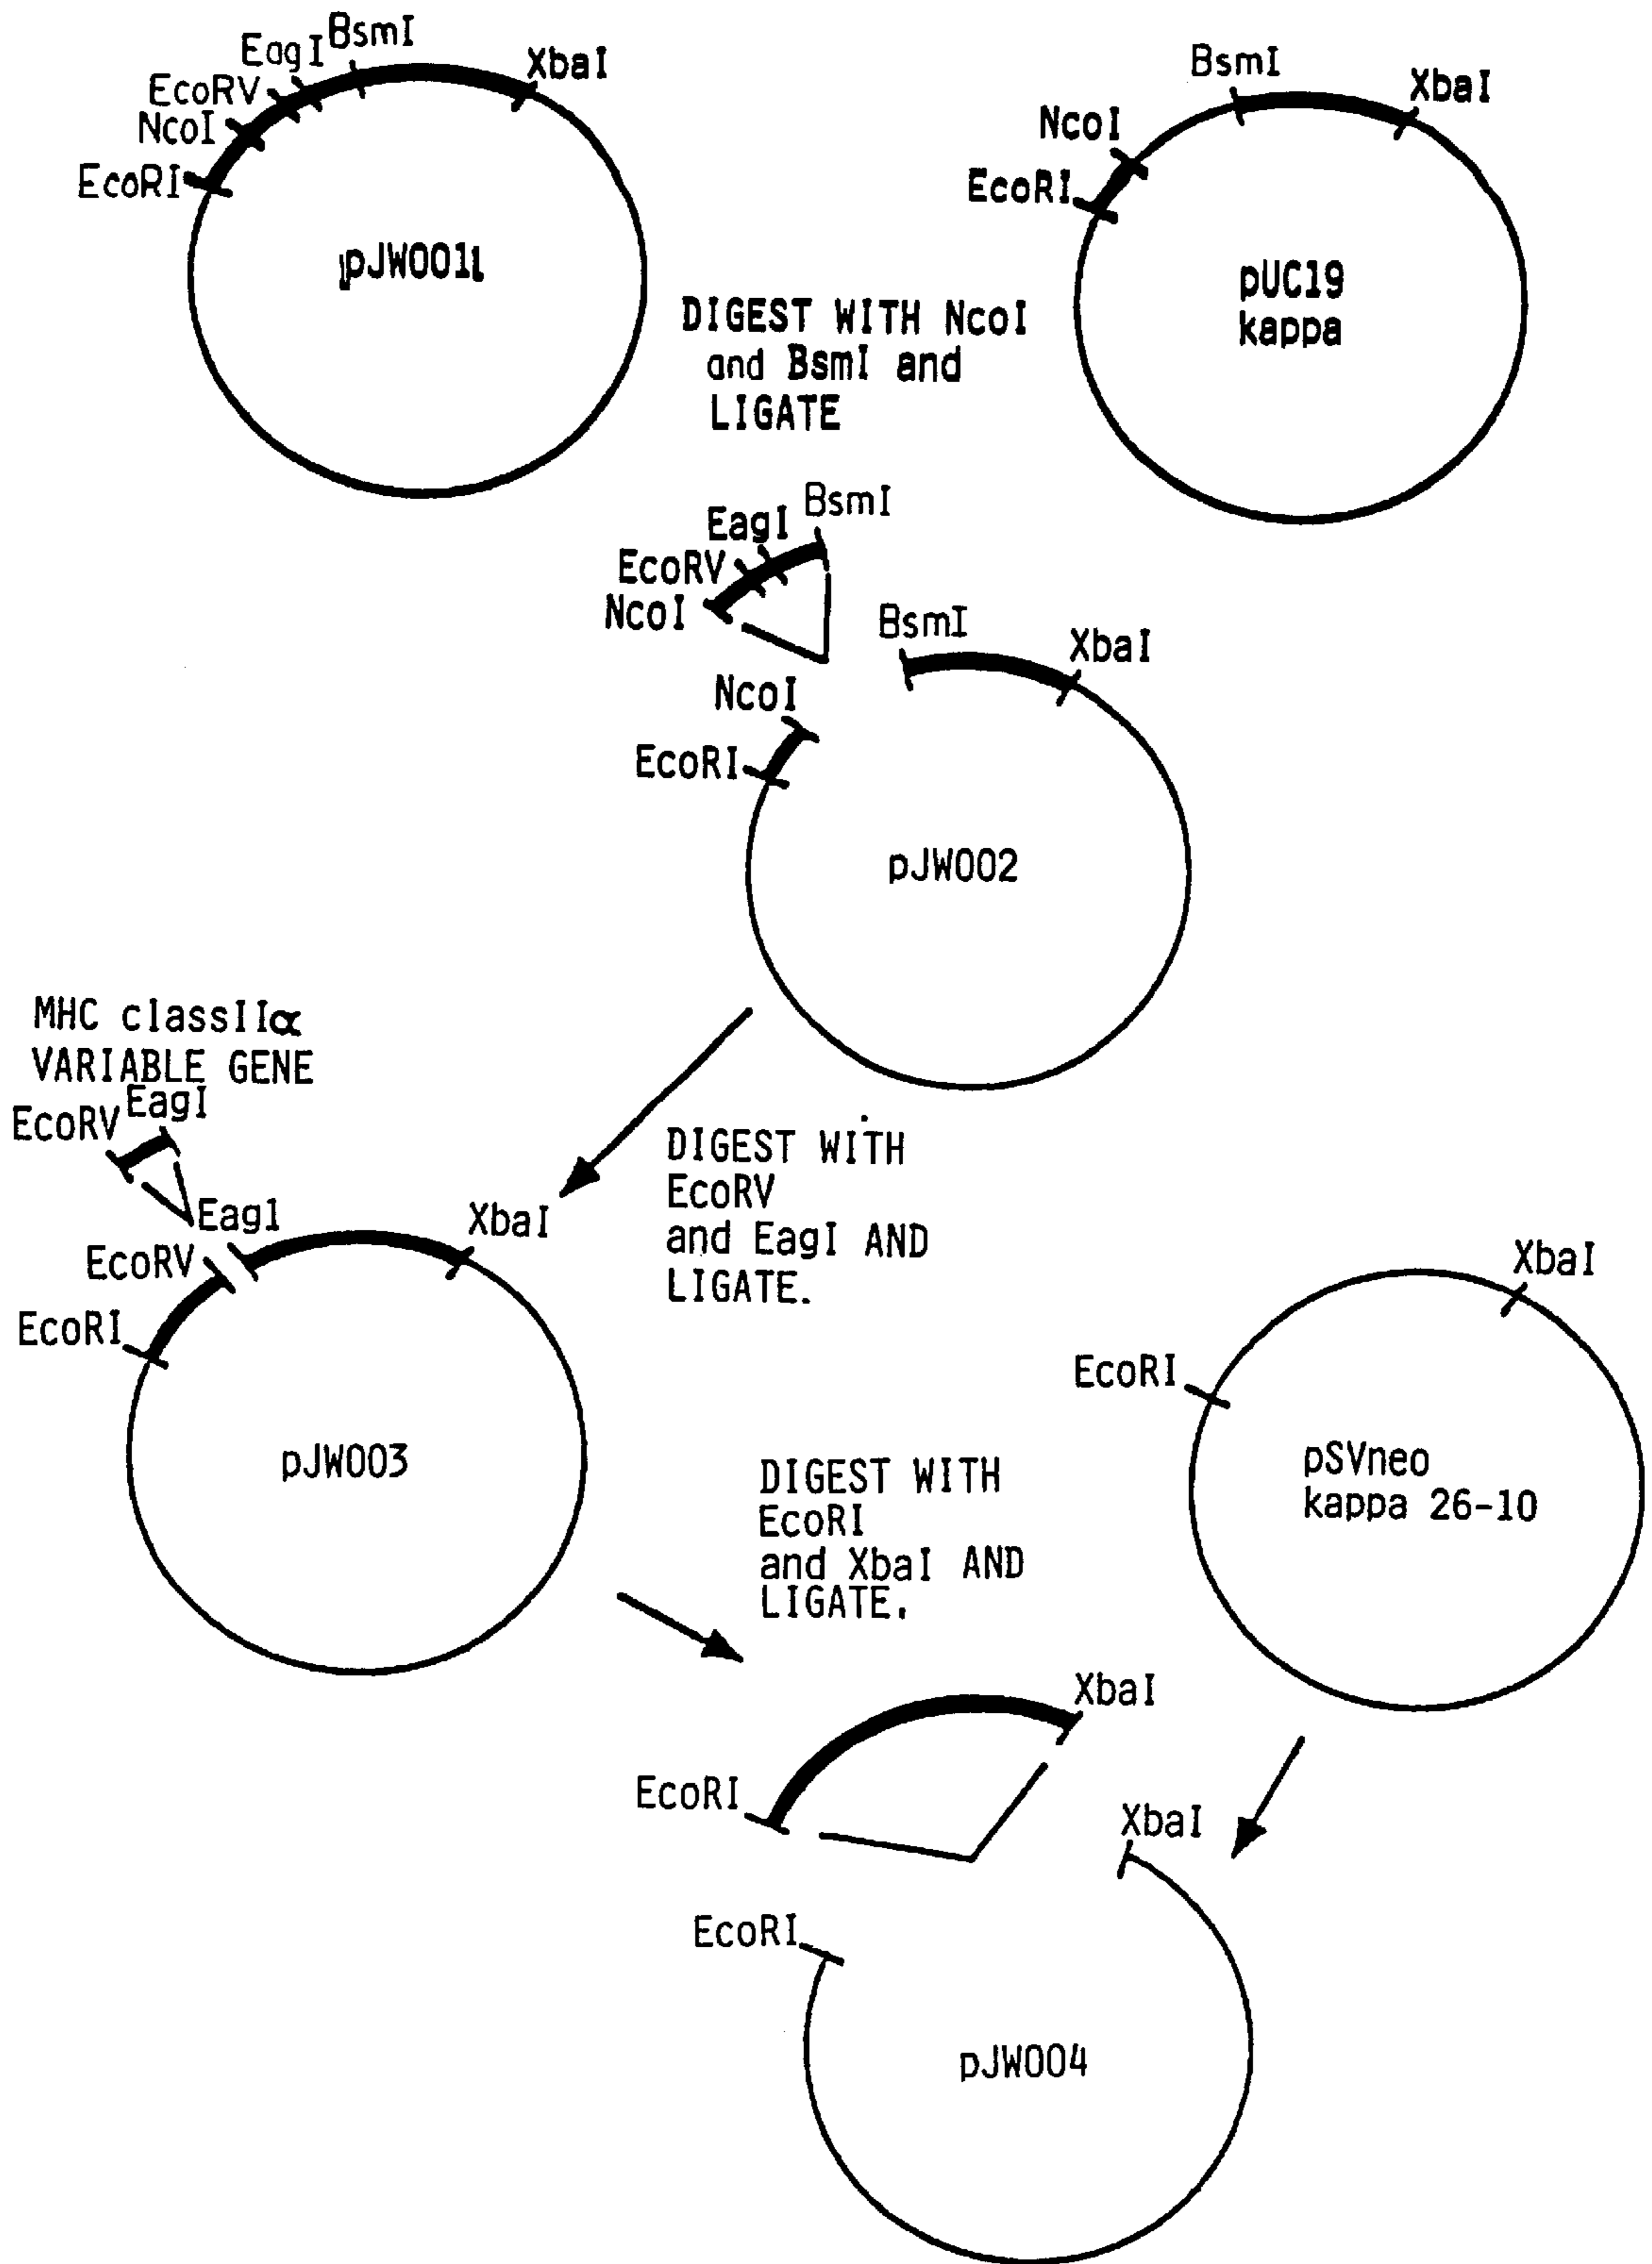 EagI
BsmI
XbaI
EcoRV
NcoI
EcoRI
pJW001
BsmI
XbaI
NcoI
EcoRI
pUC19
kappa
DIGEST WITH NcoI
and BsmI and
LIGATE
BsmI
EagI
EcoRV
NcoI
BsmI
XbaI
NcoI
EcoRI
pJW002
MHC classIIα
VARIABLE GENE
EagI
EcoRV
DIGEST WITH
EcoRV
and EagI AND
LIGATE.
Eag1
XbaI
EcoRV
EcoRI
pJW003
XbaI
EcoRI
pSVneo
kappa 26-10
DIGEST WITH
EcoRI
and XbaI AND
LIGATE.
XbaI
EcoRI
XbaI
EcoRI
pJW004